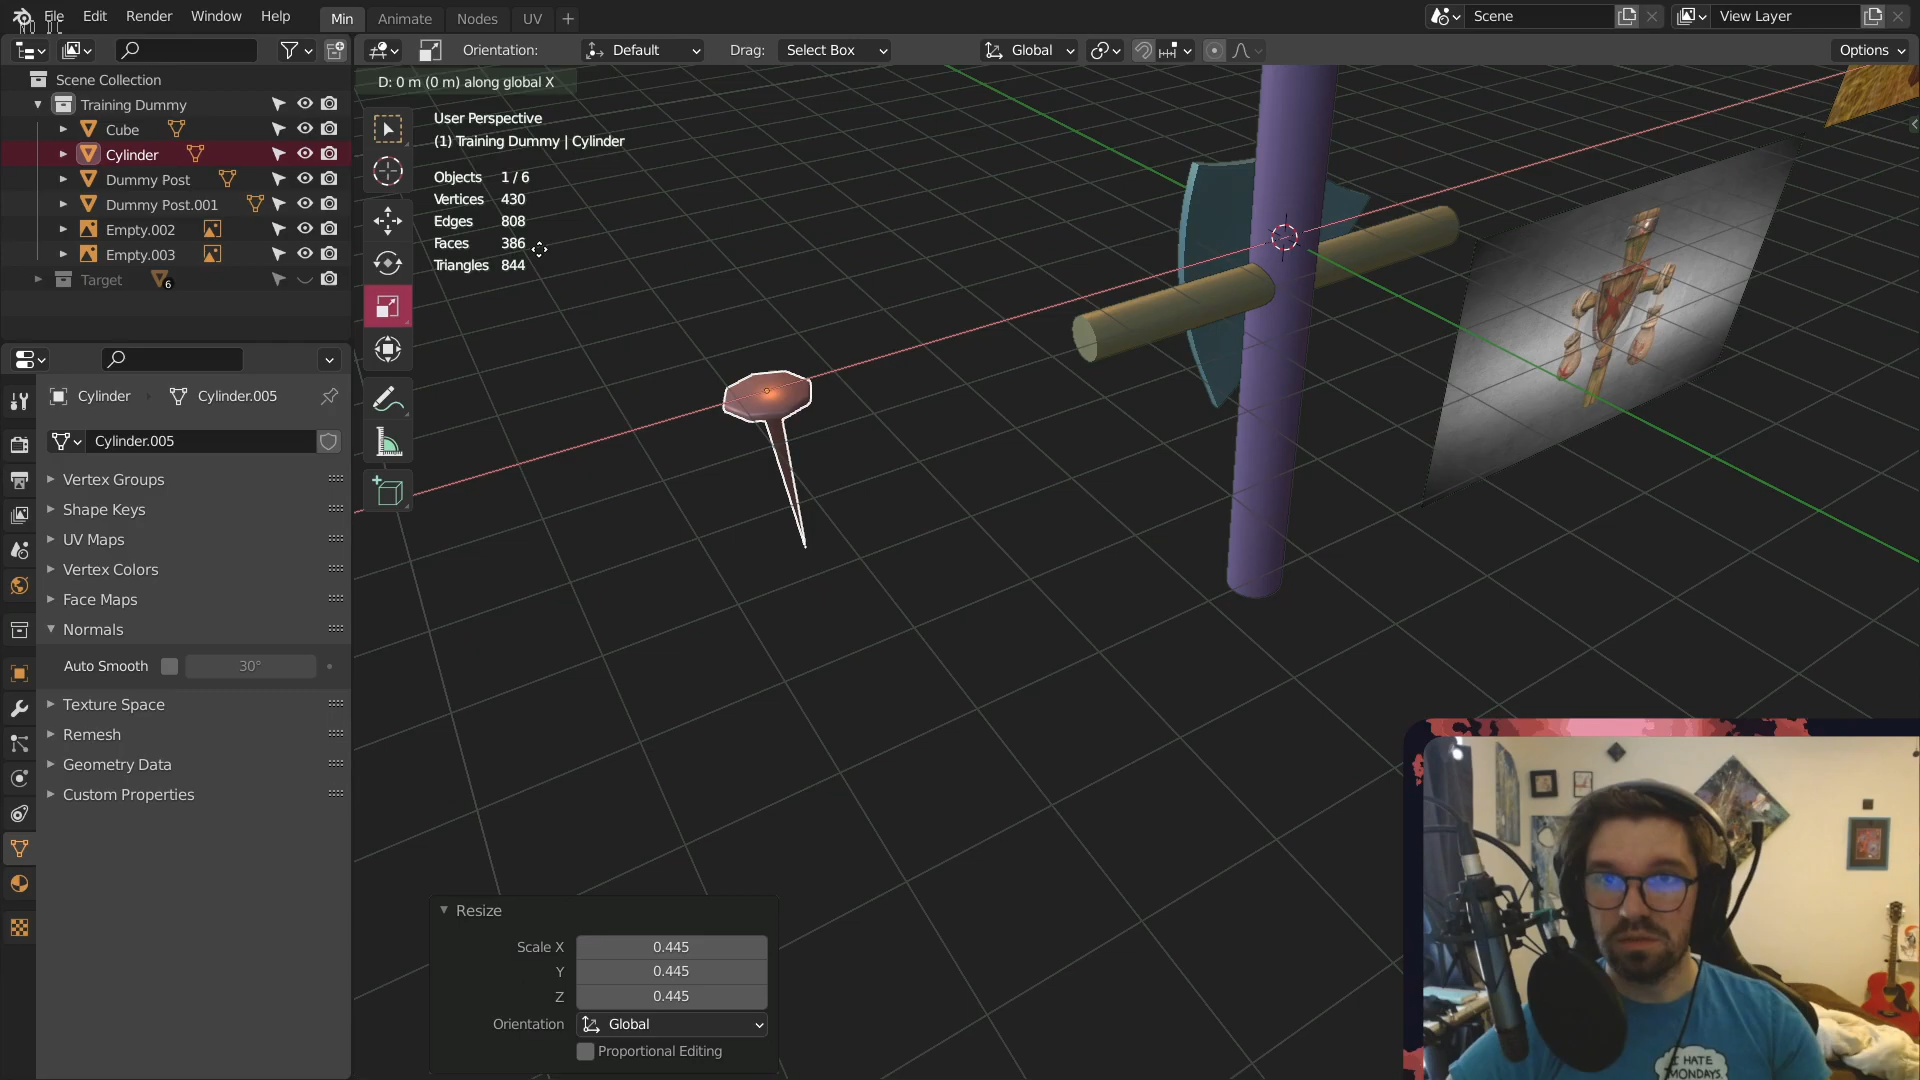 File Edit Render Window Help Min Animate Nodes UV Scene View Layer
Orientation: Default Drag: Select Box Global Options
Scene Collection
Training Dummy
Cube
Cylinder
Dummy Post
Dummy Post.001
Empty.002
Empty.003
Target 6
D: 0 m (0 m) along global X
User Perspective
(1) Training Dummy | Cylinder
Objects 1 / 6
Vertices 430
Edges 808
Faces 386
Triangles 844
Cylinder Cylinder.005
Cylinder.005
Vertex Groups
Shape Keys
UV Maps
Vertex Colors
Face Maps
Normals
Auto Smooth 30°
Texture Space
Remesh
Geometry Data
Custom Properties
Resize
Scale X 0.445
Y 0.445
Z 0.445
Orientation Global
Proportional Editing
I HATE
MONDAYS